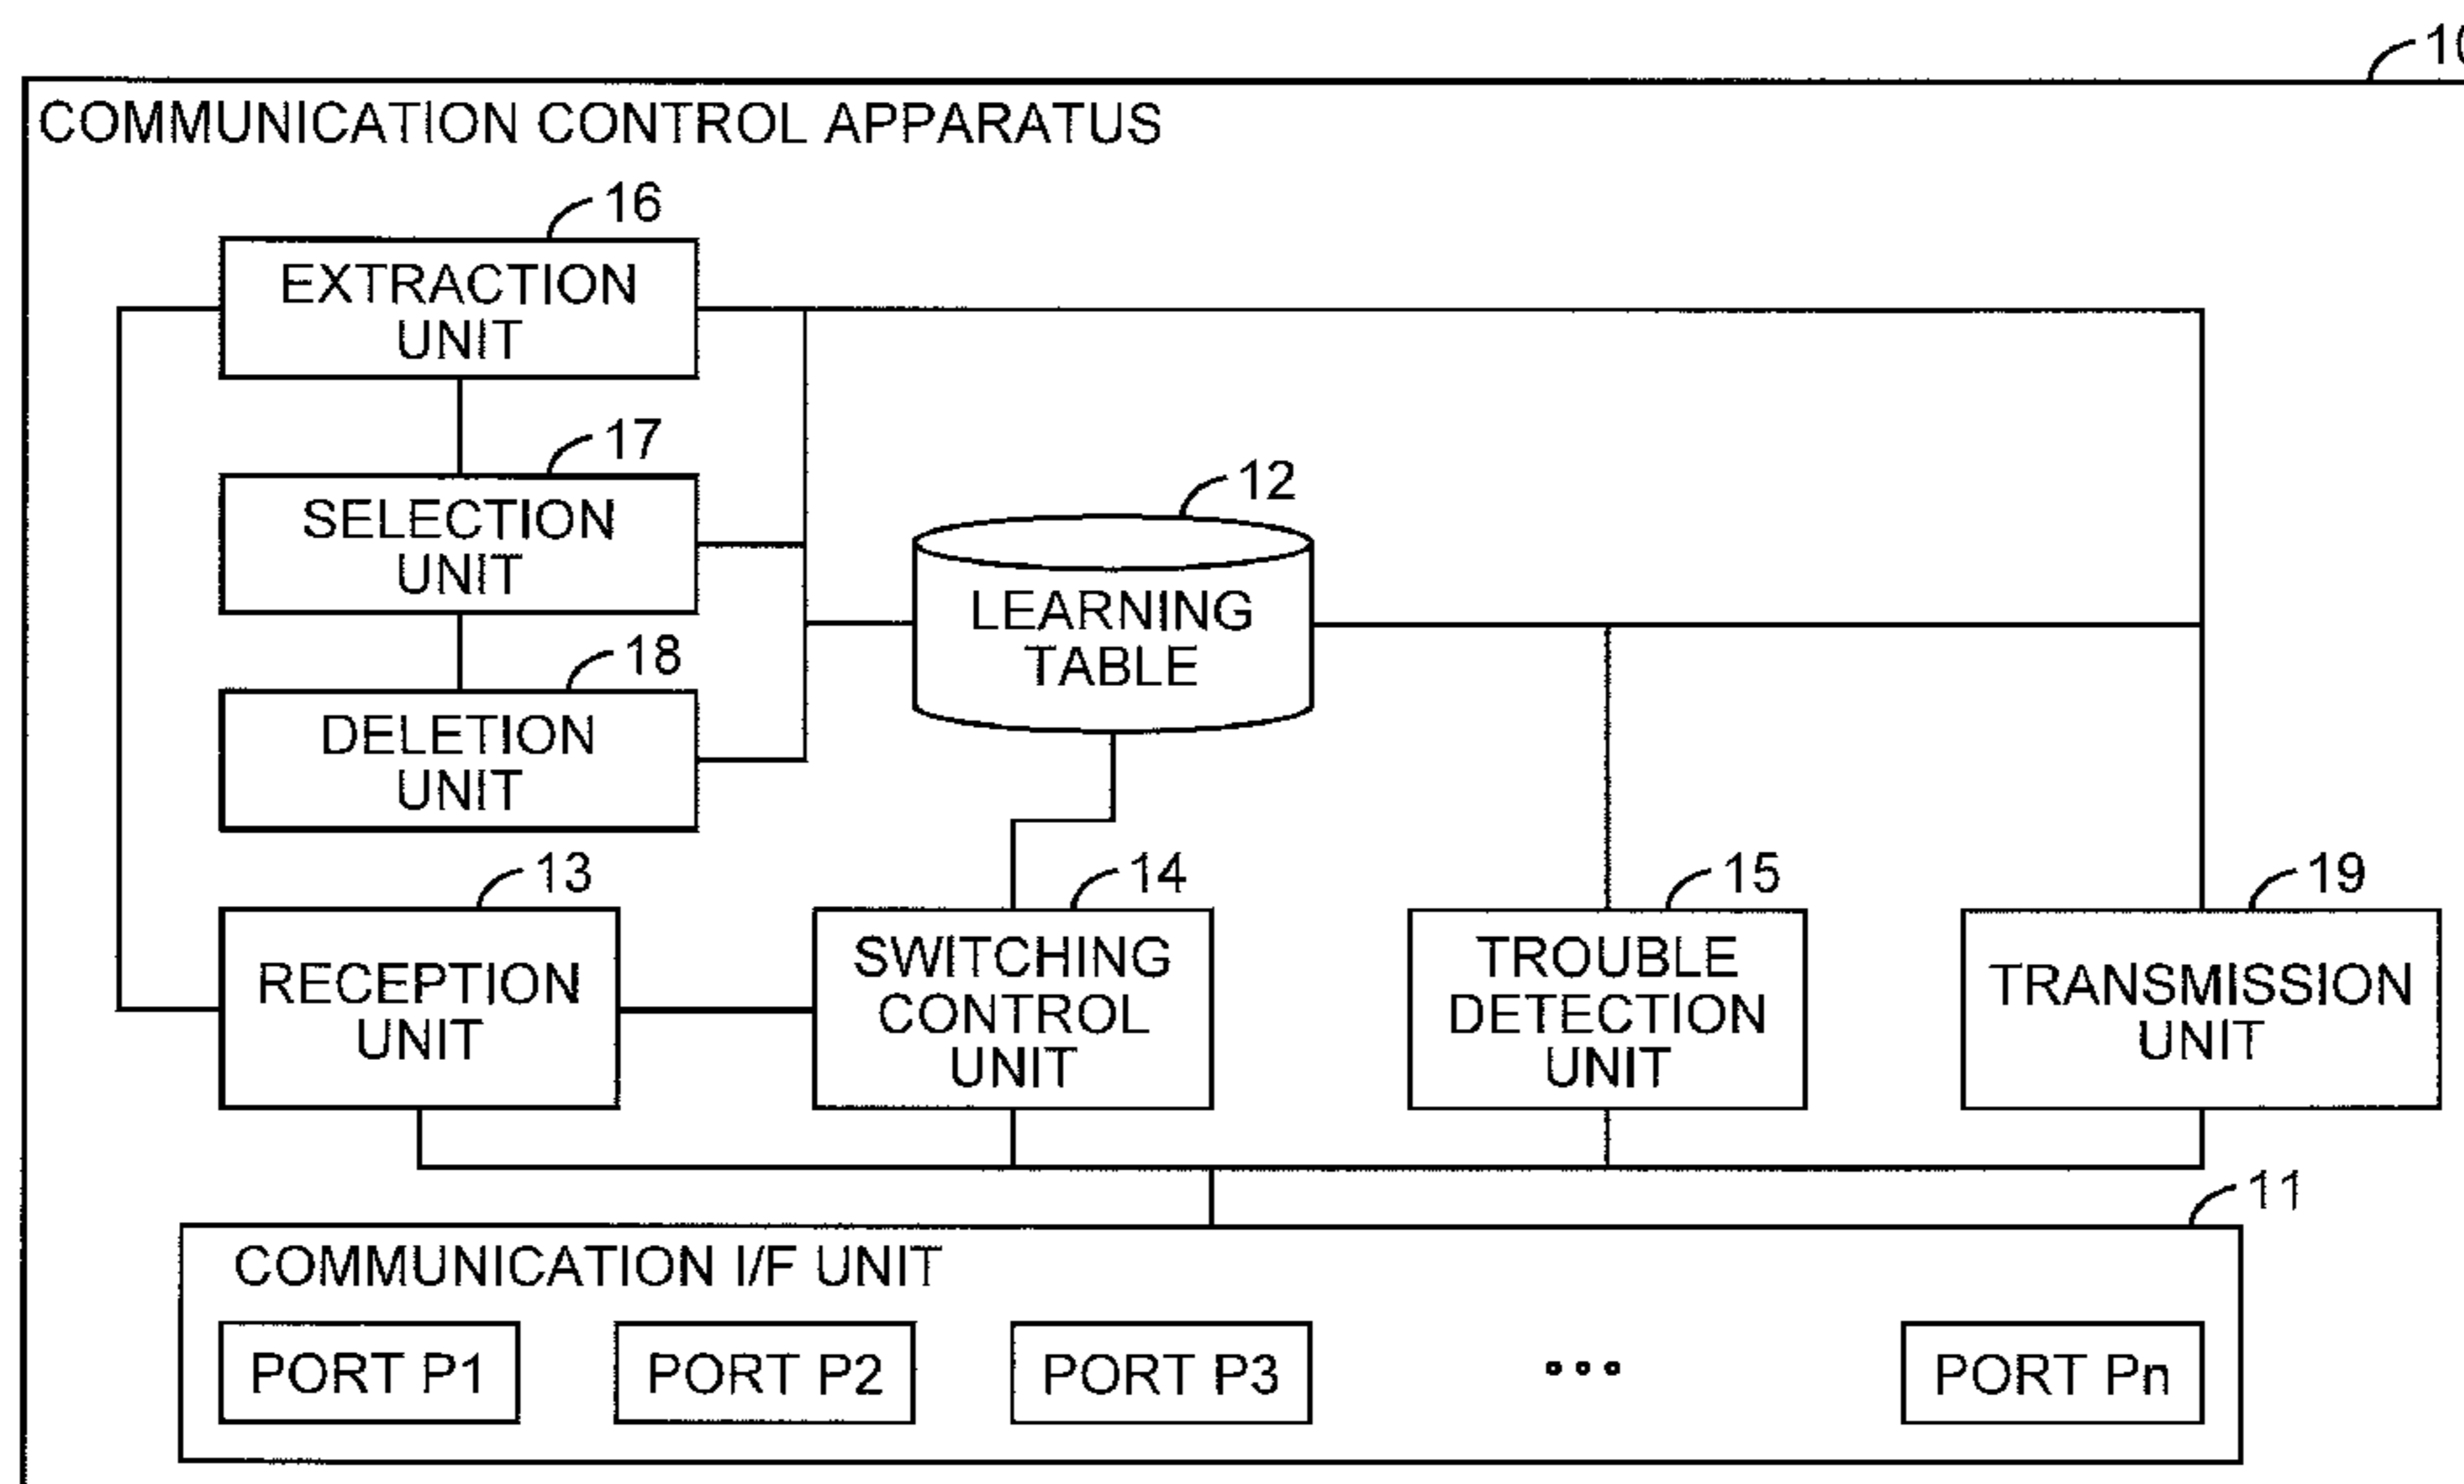 COMMUNICATION CONTROL APPARATUS
16
EXTRACTION
UNIT
17
SELECTION
UNIT
12
LEARNING
TABLE
18
DELETION
UNIT
13
RECEPTION
UNIT
14
SWITCHING
CONTROL
UNIT
15
TROUBLE
DETECTION
UNIT
19
TRANSMISSION
UNIT
11
COMMUNICATION I/F UNIT
PORT P1
PORT P2
PORT P3
•••
PORT Pn